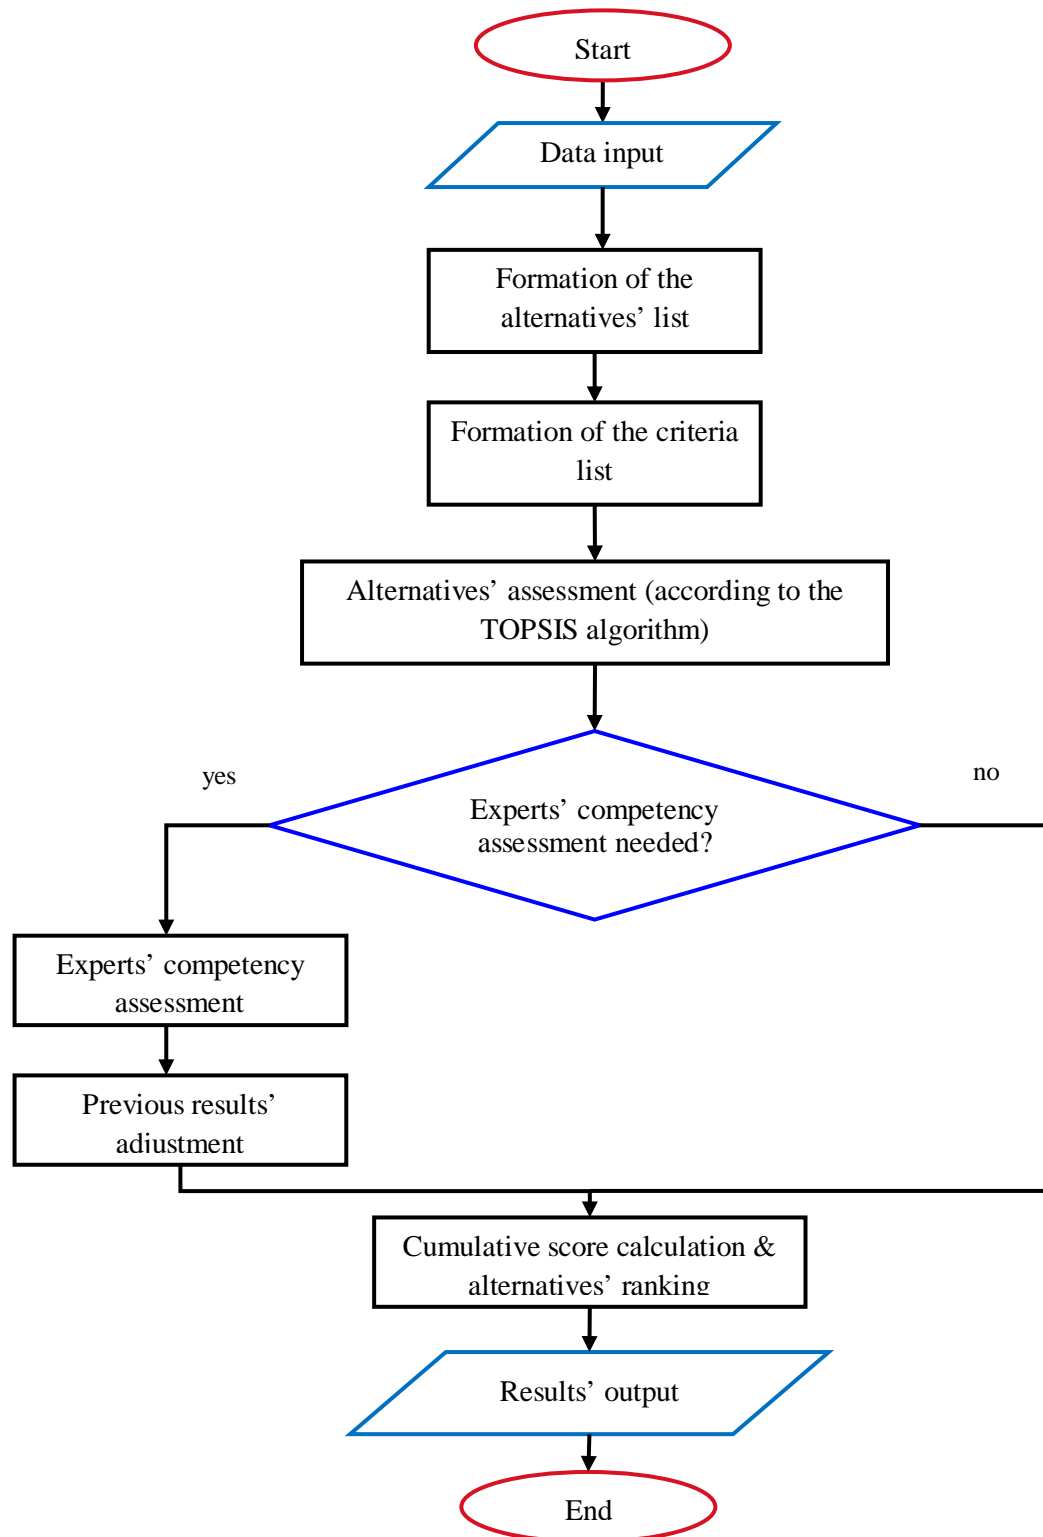 Start
Data input
Formation of the
alternatives’ list
Formation of the criteria
list
Alternatives’ assessment (according to the
TOPSIS algorithm)
yes
no
Experts’ competency
assessment needed?
Experts’ competency
assessment
Previous results’
adjustment
Cumulative score calculation &
alternatives’ ranking
Results’ output
End